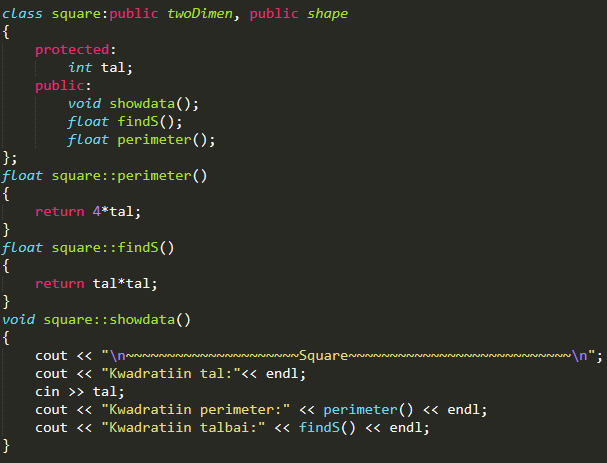 class square:public twoDimen, public shape
{
    protected:
        int tal;
    public:
        void showdata();
        float findS();
        float perimeter();
};
float square::perimeter()
{
    return 4*tal;
}
float square::findS()
{
    return tal*tal;
}
void square::showdata()
{
    cout << "\n~~~~~~~~~~~~~~~~~~~~~Square~~~~~~~~~~~~~~~~~~~~~~~~~~~\n";
    cout << "Kwadratiin tal:"<< endl;
    cin >> tal;
    cout << "Kwadratiin perimeter:" << perimeter() << endl;
    cout << "Kwadratiin talbai:" << findS() << endl;
}